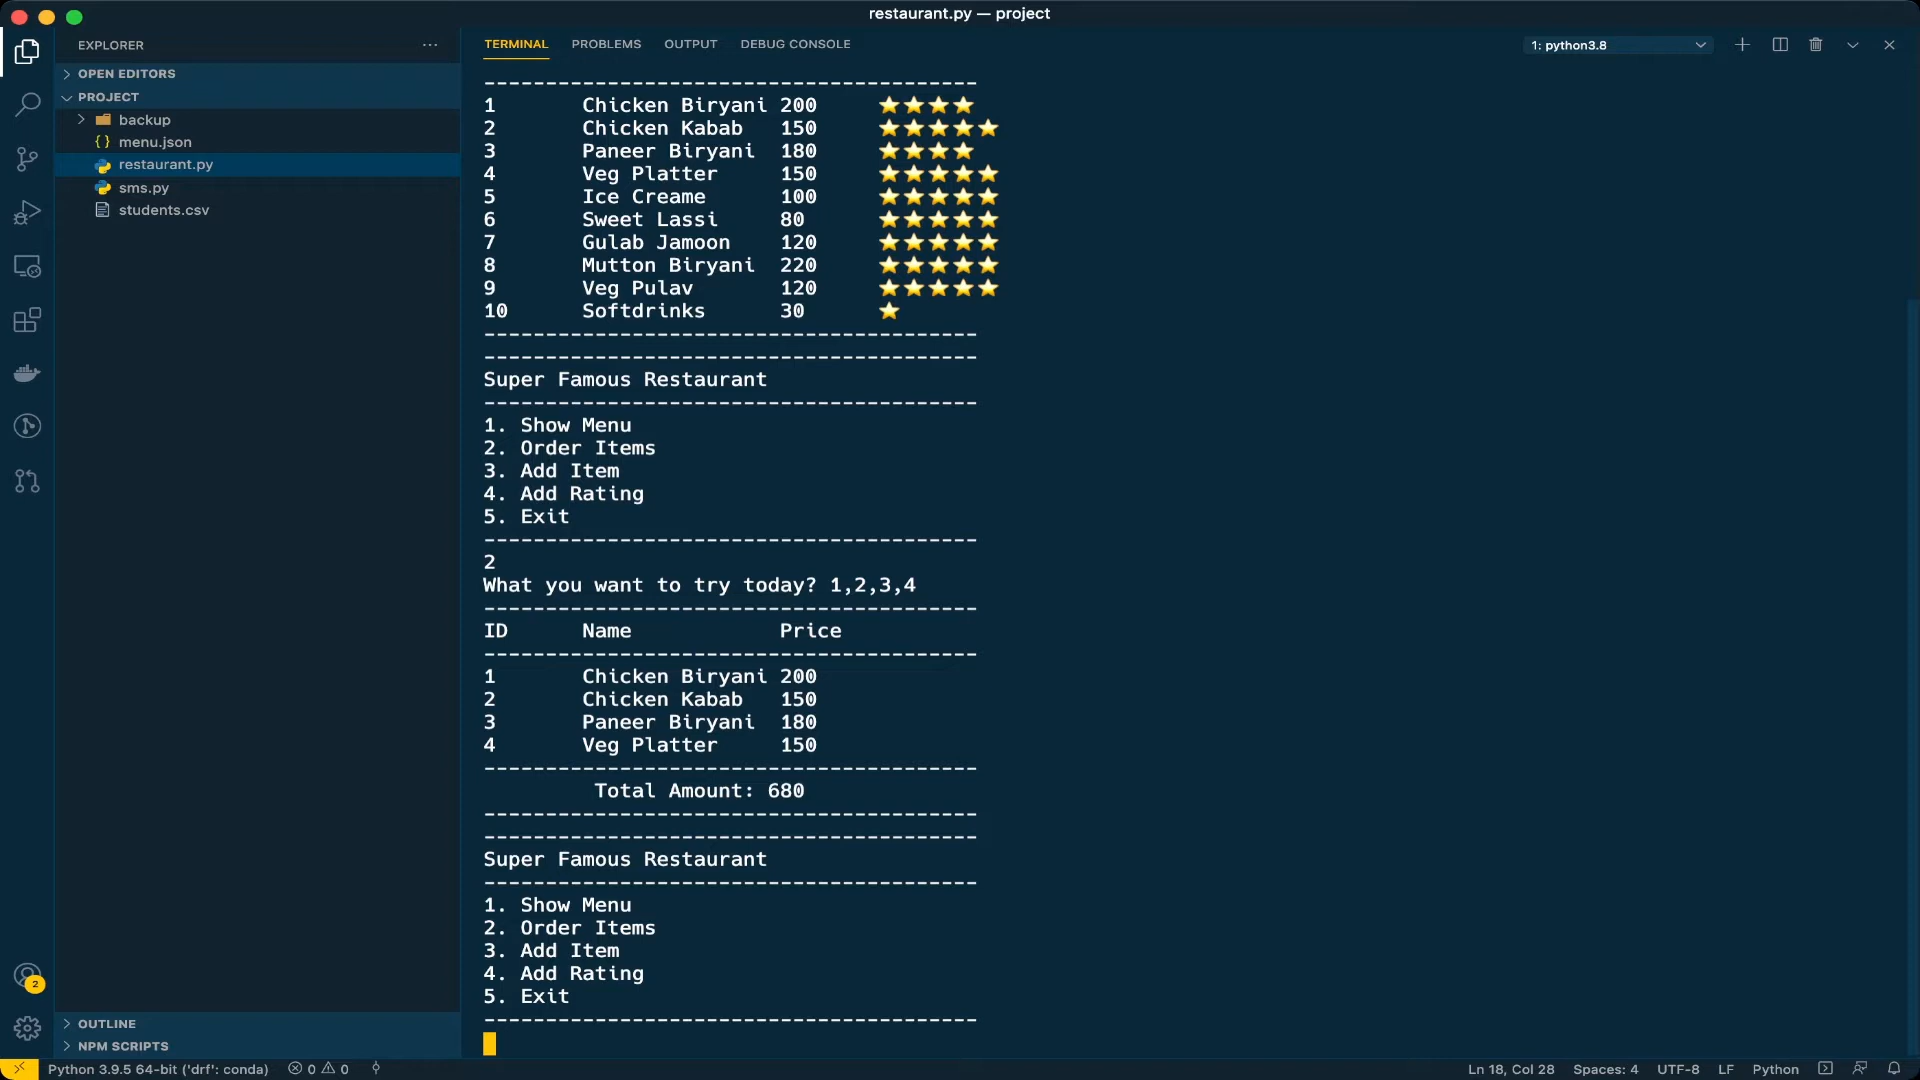 restaurant.py — project
EXPLORER
OPEN EDITORS
PROJECT
backup
menu.json
restaurant.py
sms.py
students.csv
OUTLINE
NPM SCRIPTS
TERMINAL PROBLEMS OUTPUT DEBUG CONSOLE 1: python3.8
----------------------------------------
1 Chicken Biryani 200 ⭐⭐⭐⭐
2 Chicken Kabab 150 ⭐⭐⭐⭐⭐
3 Paneer Biryani 180 ⭐⭐⭐⭐
4 Veg Platter 150 ⭐⭐⭐⭐⭐
5 Ice Creame 100 ⭐⭐⭐⭐⭐
6 Sweet Lassi 80 ⭐⭐⭐⭐⭐
7 Gulab Jamoon 120 ⭐⭐⭐⭐⭐
8 Mutton Biryani 220 ⭐⭐⭐⭐⭐
9 Veg Pulav 120 ⭐⭐⭐⭐⭐
10 Softdrinks 30 ⭐
----------------------------------------
----------------------------------------
Super Famous Restaurant
----------------------------------------
1. Show Menu
2. Order Items
3. Add Item
4. Add Rating
5. Exit
----------------------------------------
2
What you want to try today? 1,2,3,4
----------------------------------------
ID Name Price
----------------------------------------
1 Chicken Biryani 200
2 Chicken Kabab 150
3 Paneer Biryani 180
4 Veg Platter 150
----------------------------------------
Total Amount: 680
----------------------------------------
----------------------------------------
Super Famous Restaurant
----------------------------------------
1. Show Menu
2. Order Items
3. Add Item
4. Add Rating
5. Exit
----------------------------------------
2
Python 3.9.5 64-bit ('drf': conda) 0 0 Ln 18, Col 28 Spaces: 4 UTF-8 LF Python